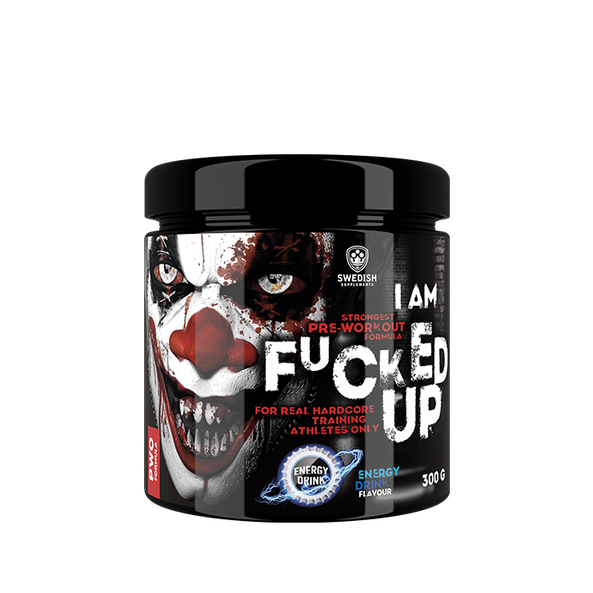 SWEDISH
SUPPLEMENTS
I AM
STRONGEST
PRE-WORKOUT
FORMULA
FUCKED
UP
FOR REAL HARDCORE
TRAINING
ATHLETES ONLY
PWO
FORMULA
ENERGY
DRINK
ENERGY
DRINK
FLAVOUR
300 G